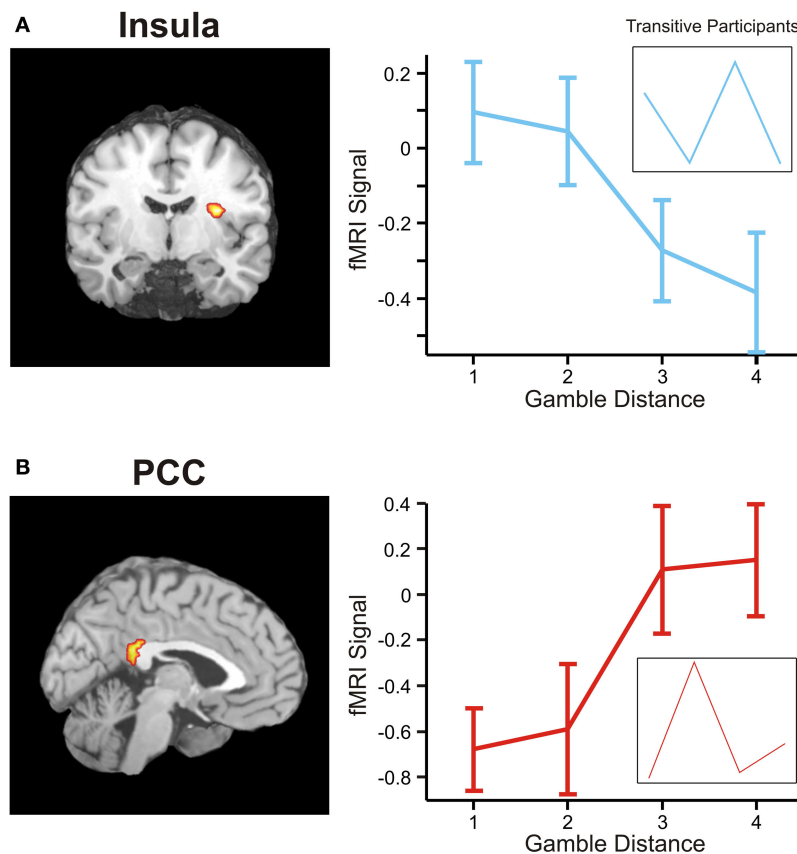 A
Insula
Transitive Participants
fMRI Signal
0.2
0
-0.2
-0.4
1 2 3 4
Gamble Distance
B
PCC
fMRI Signal
0.4
0.2
0
-0.2
-0.4
-0.6
-0.8
1 2 3 4
Gamble Distance